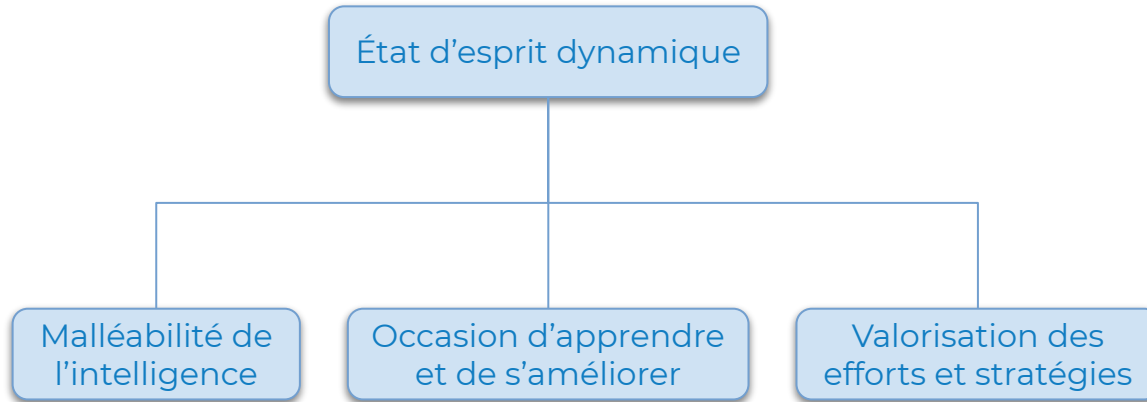 État d’esprit dynamique
Malléabilité de
l’intelligence
Occasion d’apprendre
et de s’améliorer
Valorisation des
efforts et stratégies